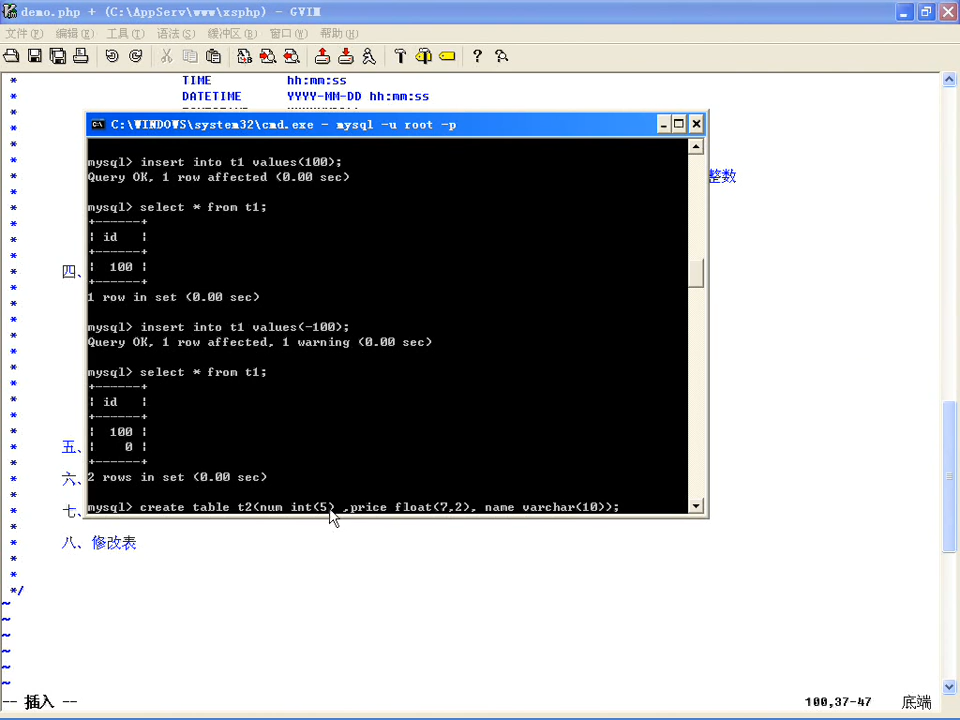 demo.php + (C:\AppServ\www\xsphp) - GVIM
文件(F) 编辑(E) 工具(T) 语法(S) 缓冲区(B) 窗口(W) 帮助(H)
* TIME hh:mm:ss
* DATETIME YYYY-MM-DD hh:mm:ss
C:\WINDOWS\system32\cmd.exe - mysql -u root -p
mysql> insert into t1 values(100);
Query OK, 1 row affected (0.00 sec)
整数
mysql> select * from t1;
+------+
| id |
+------+
| 100 |
+------+
四、
1 row in set (0.00 sec)
mysql> insert into t1 values(-100);
Query OK, 1 row affected, 1 warning (0.00 sec)
mysql> select * from t1;
+------+
| id |
+------+
| 100 |
| 0 |
+------+
五、
2 rows in set (0.00 sec)
六、
mysql> create table t2(num int(5) ,price float(7,2), name varchar(10));
七、
* 八、修改表
*
*
*/
~
~
~
~
~
~
-- 插入 -- 100,37-47 底端